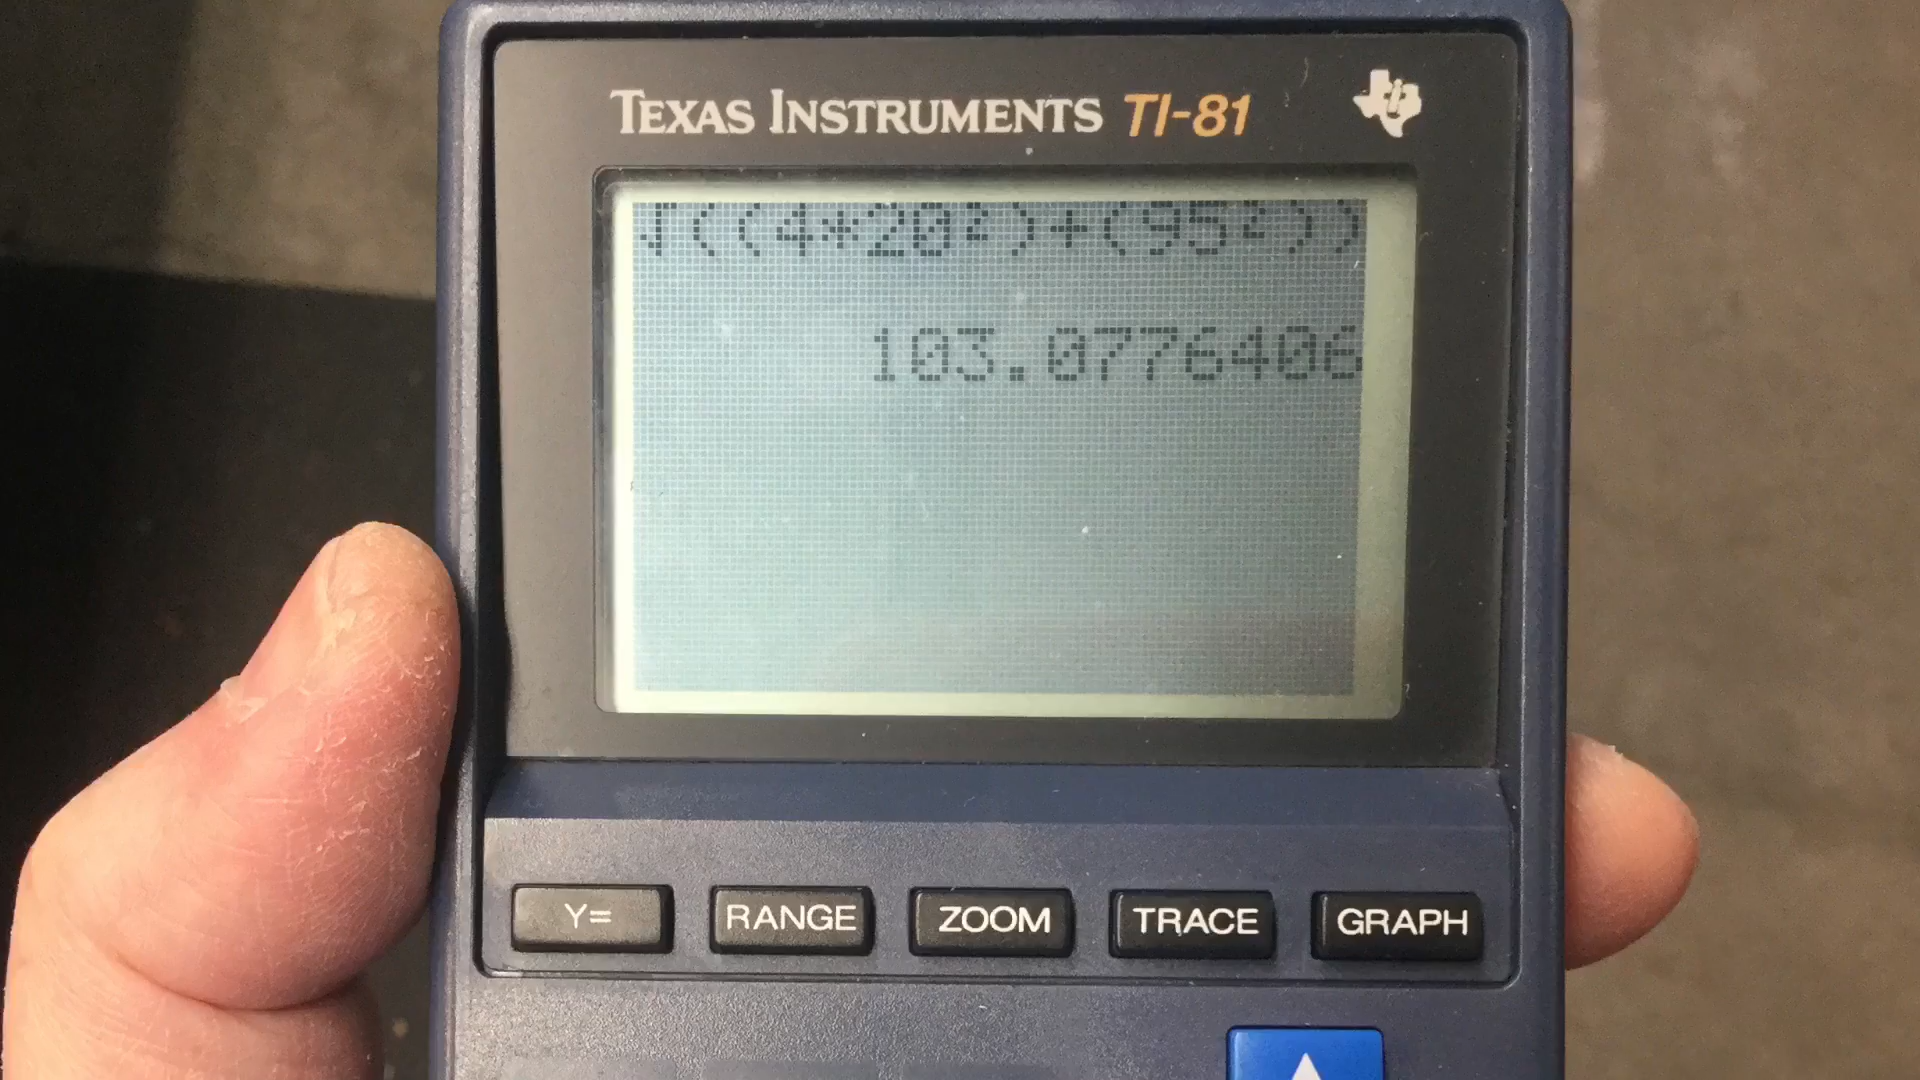 TEXAS INSTRUMENTS TI-81
√((4*20²)+(95²))
103.0776406
Y= RANGE ZOOM TRACE GRAPH